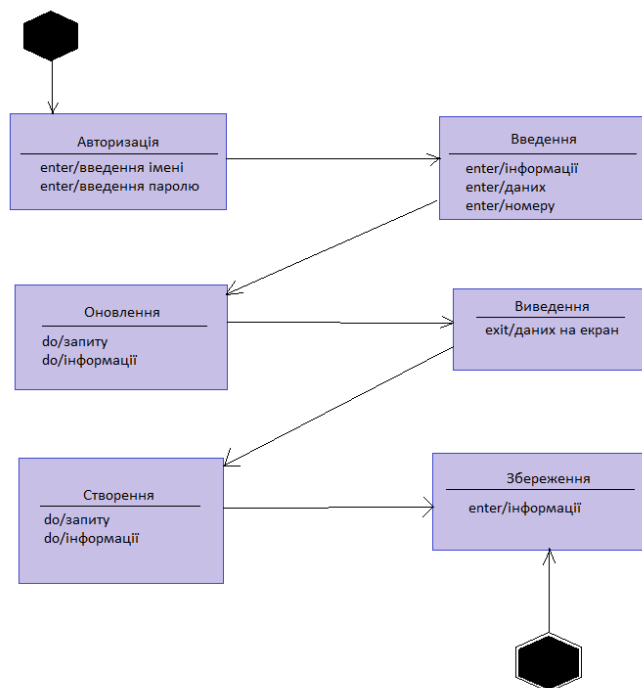 Авторизація
enter/введення імені
enter/введення паролю
Введення
enter/інформації
enter/даних
enter/номеру
Оновлення
do/запиту
do/інформації
Виведення
exit/даних на екран
Створення
do/запиту
do/інформації
Збереження
enter/інформації